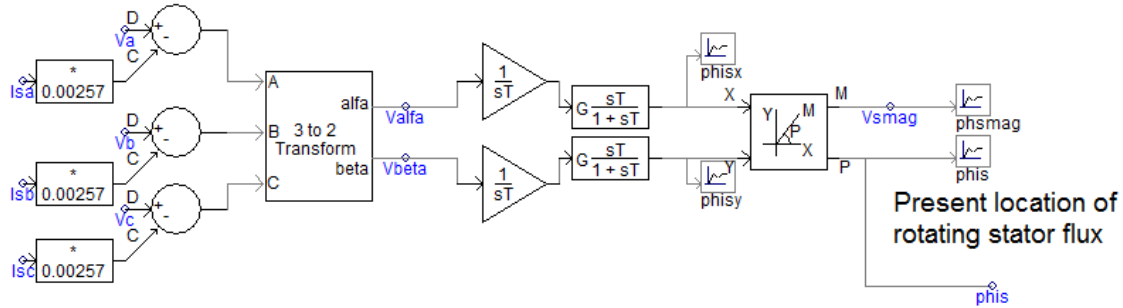 D
+
-
Va
C
Isa
*
0.00257
D
+
-
Vb
C
Isb
*
0.00257
D
+
-
Vc
C
Isc
*
0.00257
A
B
C
3 to 2
Transform
alfa
beta
Valfa
Vbeta
1
sT
1
sT
G sT
1 + sT
G sT
1 + sT
phisx
phisy
X
Y
Y
M
P
X
M
P
Vsmag
phsmag
phis
Present location of
rotating stator flux
phis